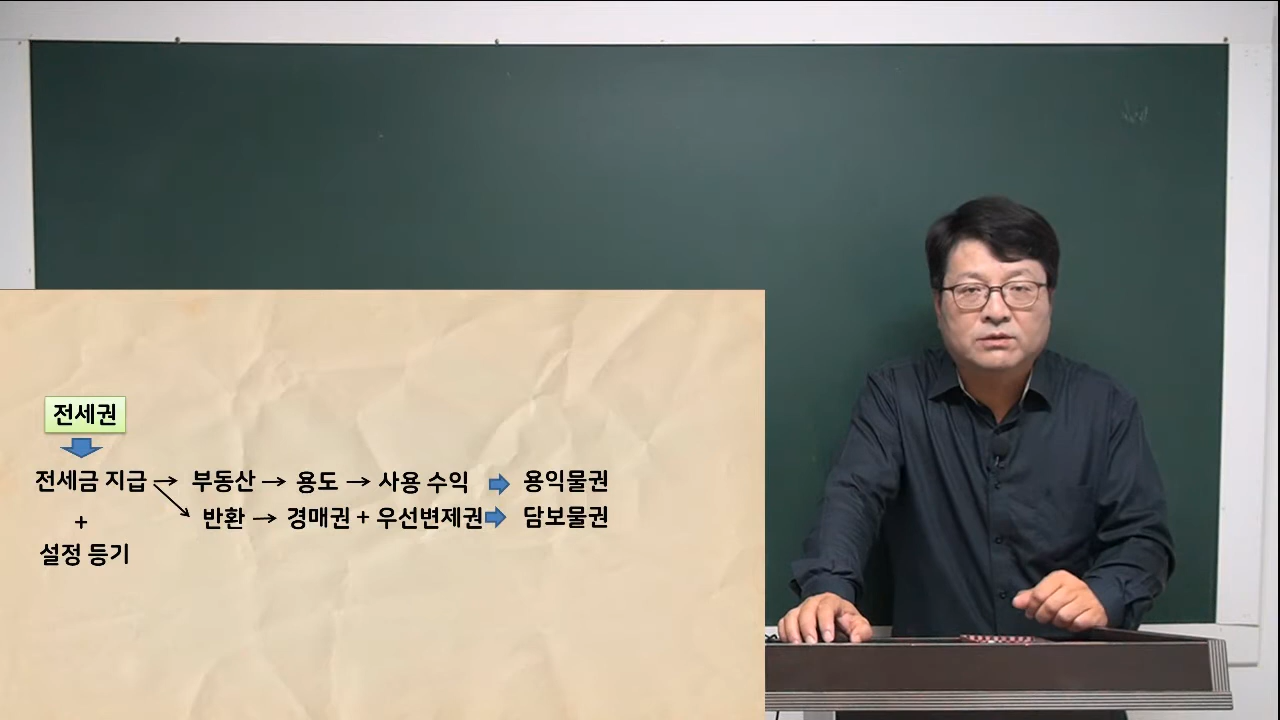 전세권
전세금 지급 → 부동산 → 용도 → 사용 수익 용익물권
반환 → 경매권 + 우선변제권 담보물권
+
설정 등기